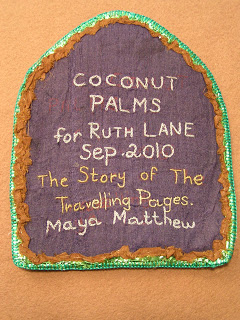 COCONUT
PALMS
for RUTH LANE
Sep. 2010
The Story of The
Travelling Pages.
Maya Matthew